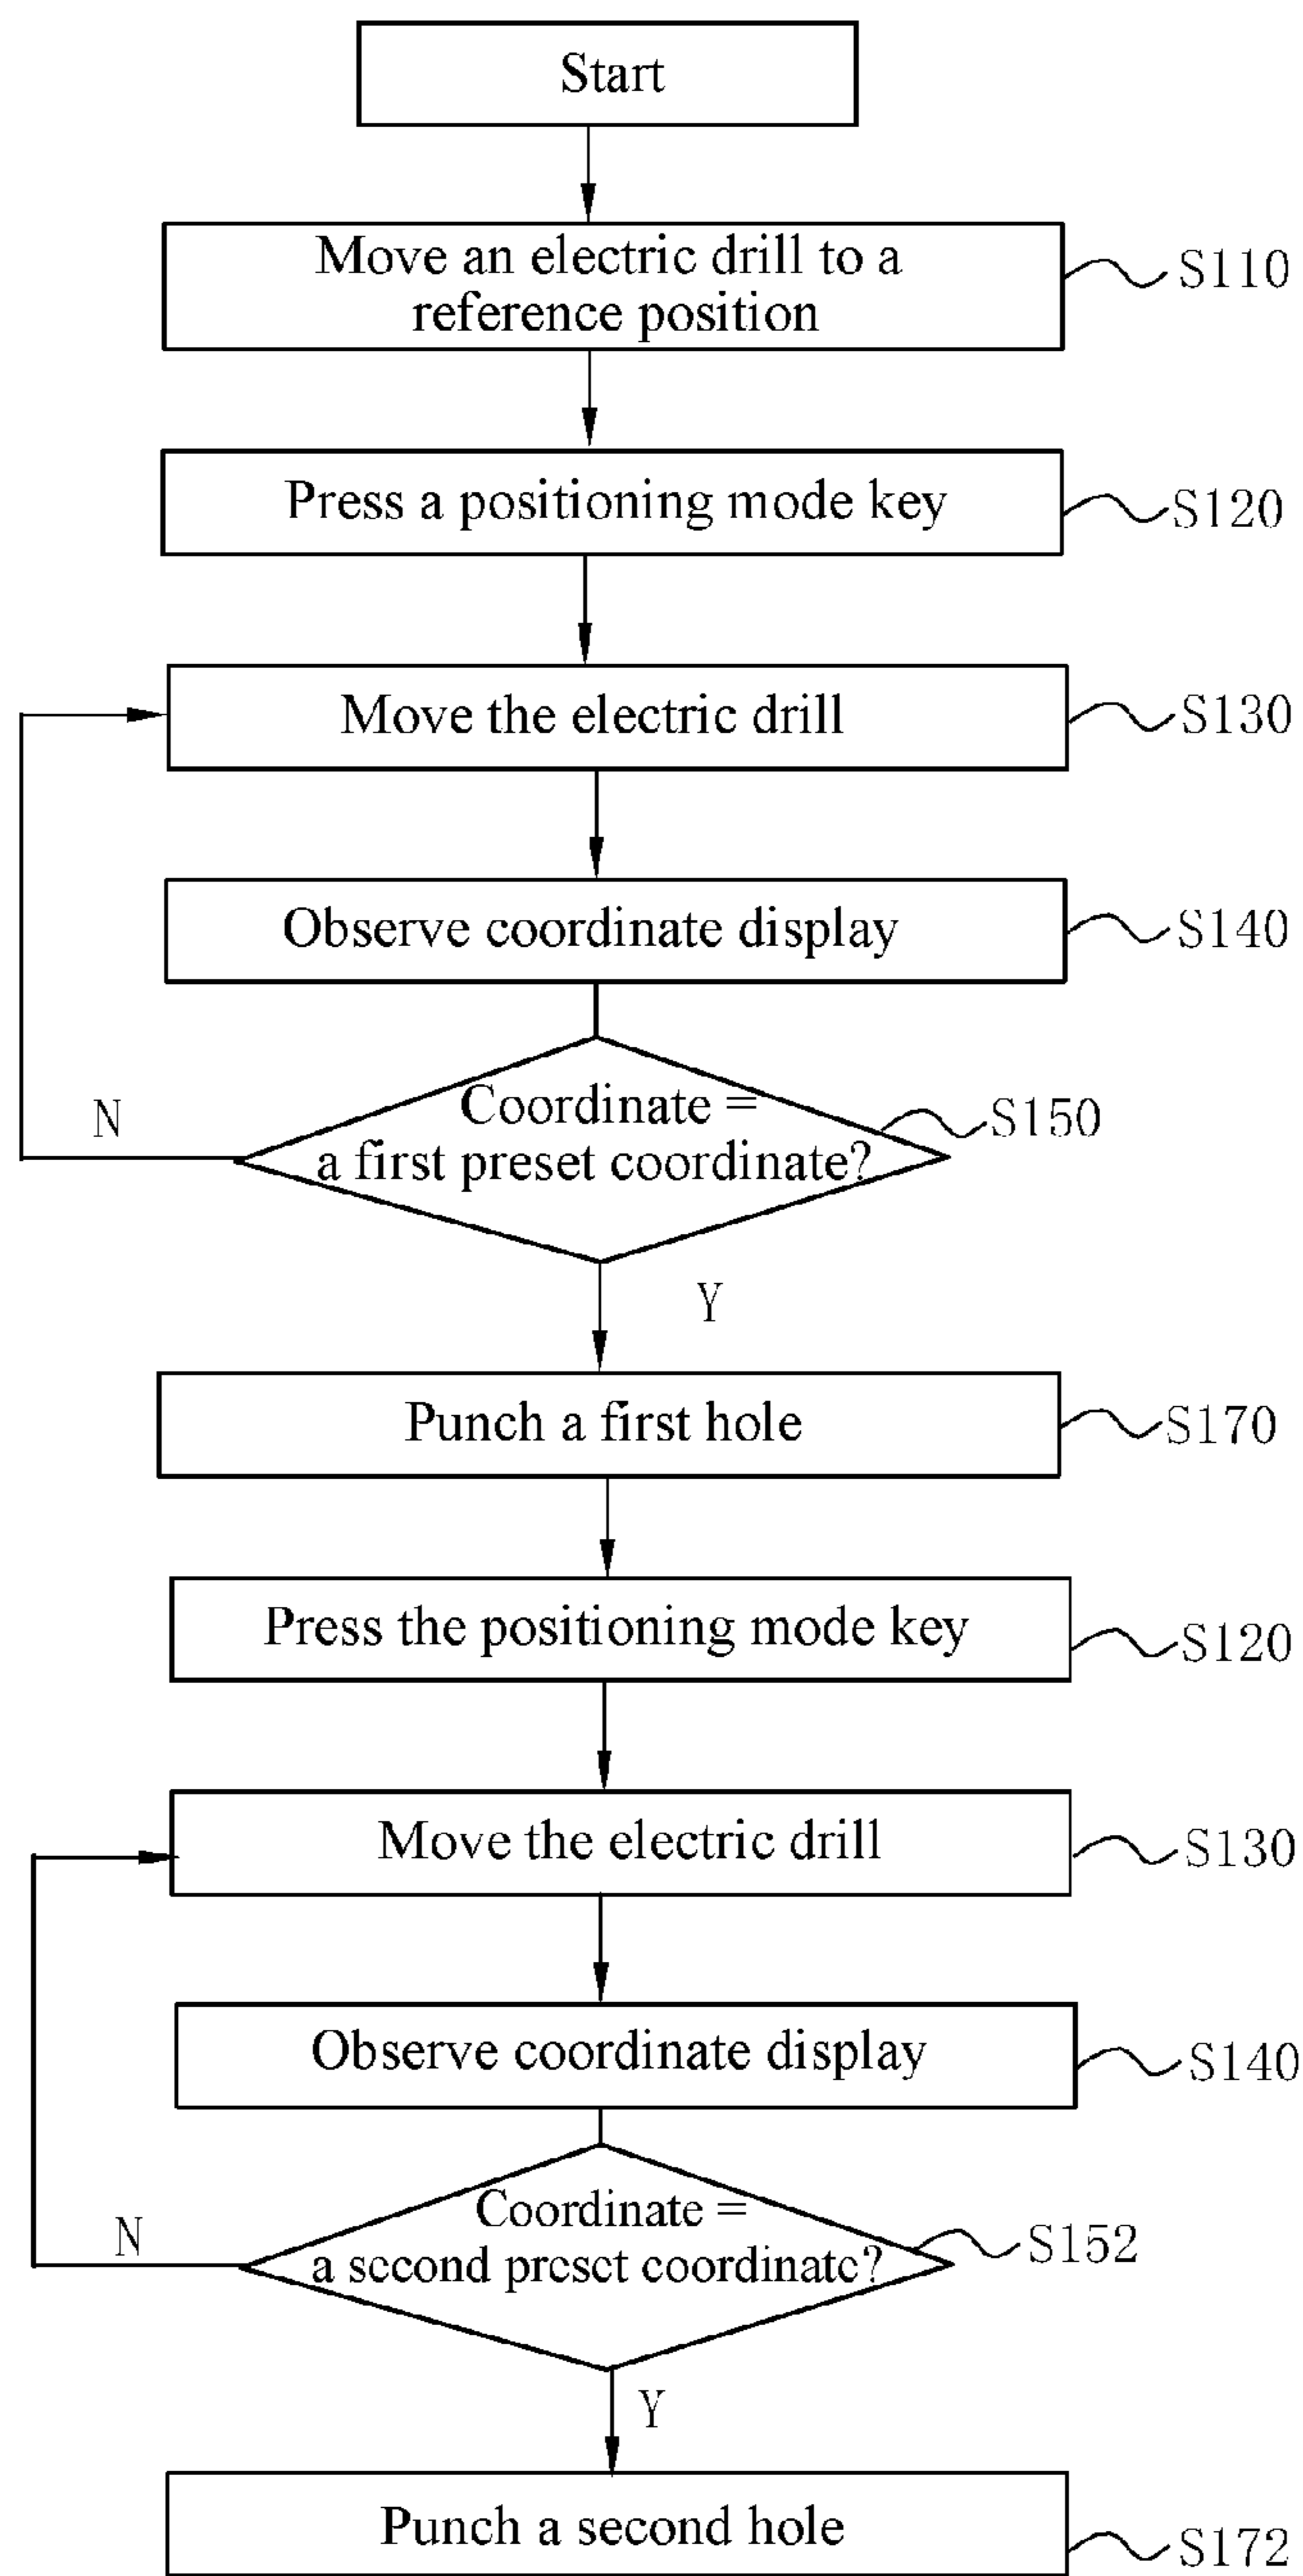 Start
Move an electric drill to a
reference position
S110
Press a positioning mode key
S120
Move the electric drill
S130
Observe coordinate display
S140
Coordinate =
a first preset coordinate?
S150
N
Y
Punch a first hole
S170
Press the positioning mode key
S120
Move the electric drill
S130
Observe coordinate display
S140
Coordinate =
a second preset coordinate?
S152
N
Y
Punch a second hole
S172